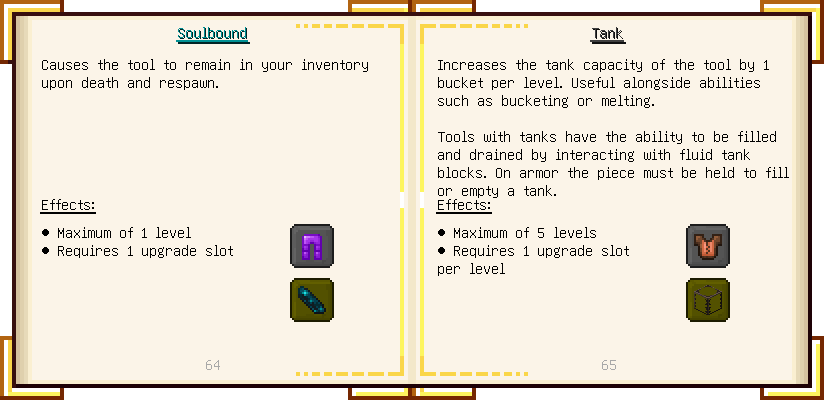 Soulbound
Causes the tool to remain in your inventory
upon death and respawn.
Effects:
• Maximum of 1 level
• Requires 1 upgrade slot
64
Tank
Increases the tank capacity of the tool by 1
bucket per level. Useful alongside abilities
such as bucketing or melting.
Tools with tanks have the ability to be filled
and drained by interacting with fluid tank
blocks. On armor the piece must be held to fill
or empty a tank.
Effects:
• Maximum of 5 levels
• Requires 1 upgrade slot
per level
65